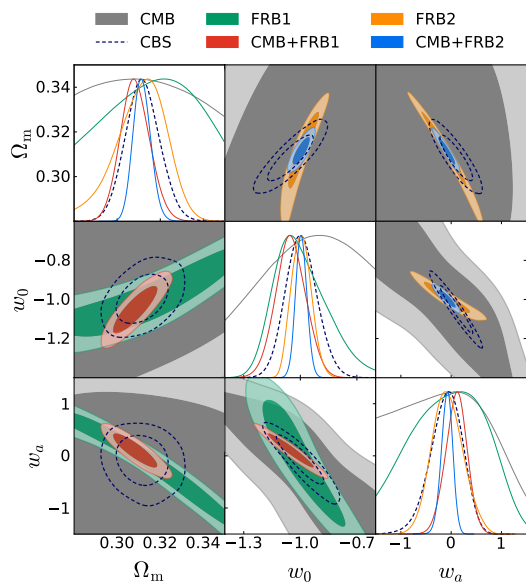 CMB FRB1 FRB2
CBS CMB+FRB1 CMB+FRB2
Ωm
0.34
0.32
0.30
w0
−0.8
−1.0
−1.2
wa
1
0
−1
0.30 0.32 0.34
−1.3 −1.0 −0.7
−1 0 1
Ωm w0 wa